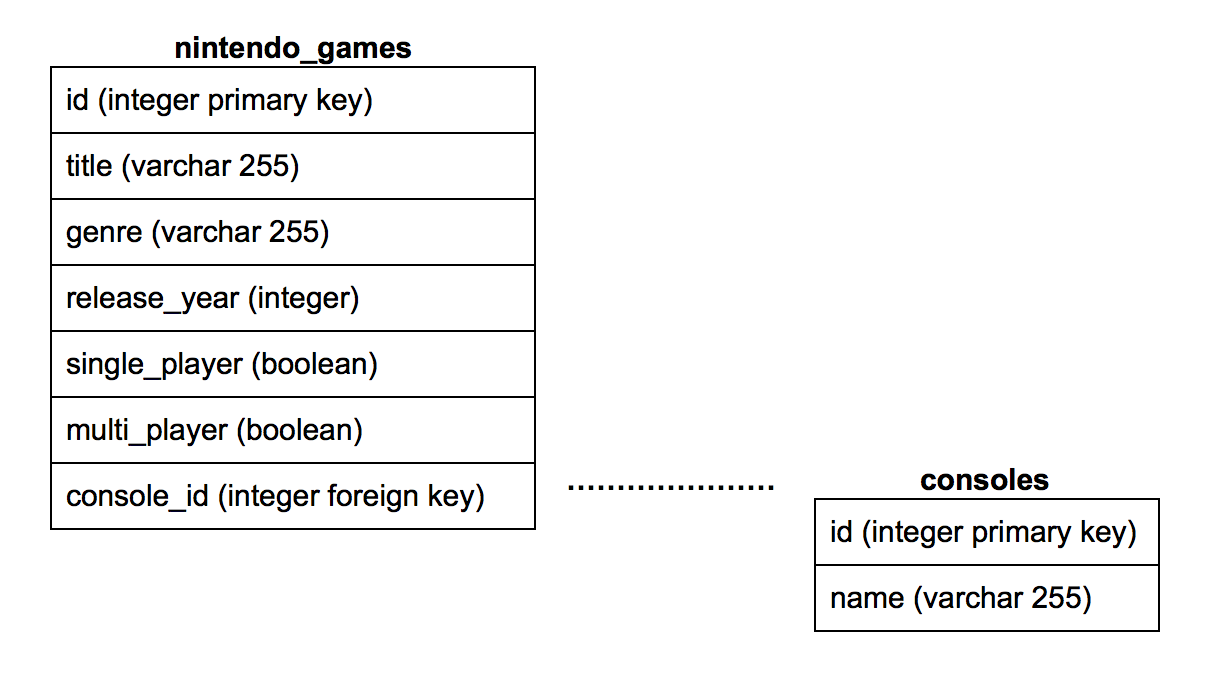 nintendo_games
id (integer primary key)
title (varchar 255)
genre (varchar 255)
release_year (integer)
single_player (boolean)
multi_player (boolean)
console_id (integer foreign key)
consoles
id (integer primary key)
name (varchar 255)